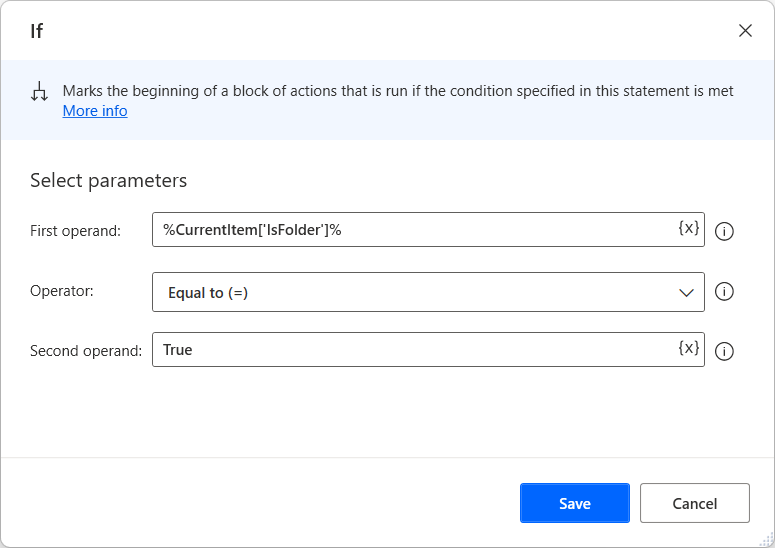 If
Marks the beginning of a block of actions that is run if the condition specified in this statement is met
More info
Select parameters
First operand: %CurrentItem['IsFolder']% {x}
Operator: Equal to (=)
Second operand: True {x}
Save Cancel